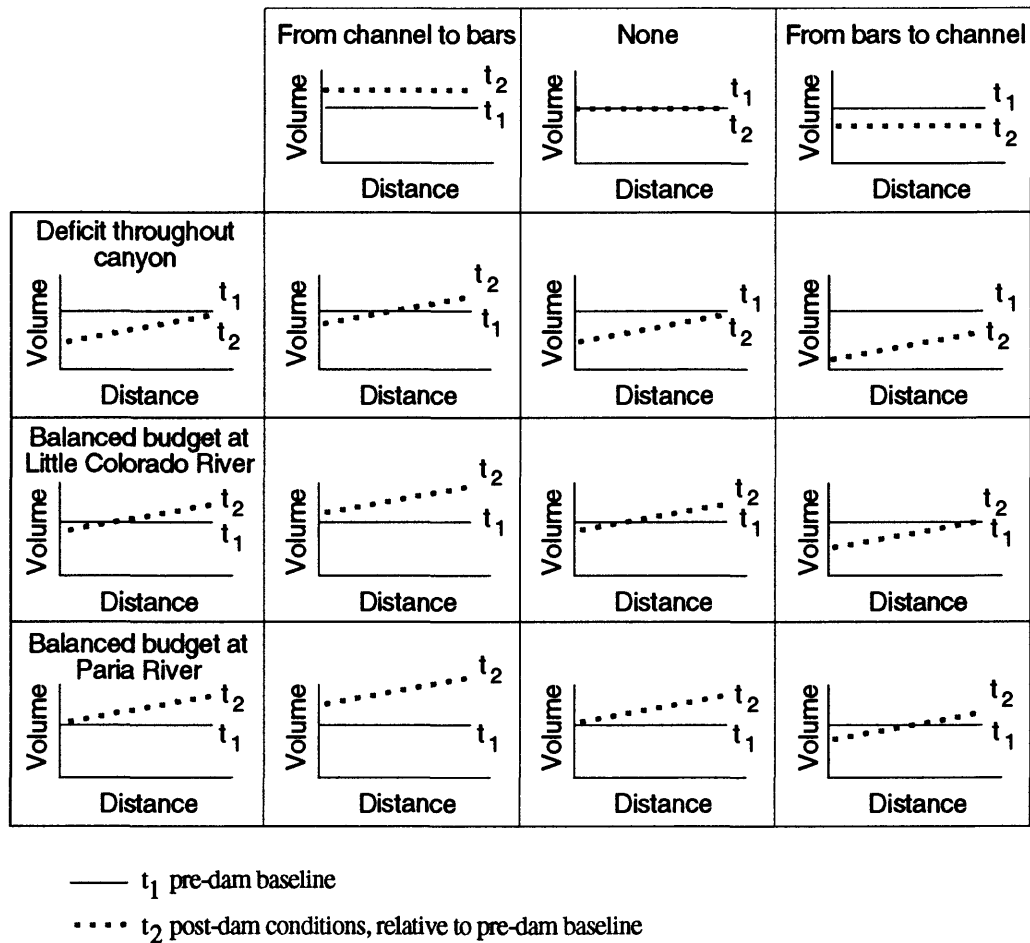 From channel to bars
None
From bars to channel
Volume
t2
t1
Distance
Volume
t1
t2
Distance
Volume
t1
t2
Distance
Deficit throughout
canyon
Volume
t1
t2
Distance
Volume
t2
t1
Distance
Volume
t1
t2
Distance
Volume
t1
t2
Distance
Balanced budget at
Little Colorado River
Volume
t2
t1
Distance
Volume
t2
t1
Distance
Volume
t2
t1
Distance
Volume
t2
t1
Distance
Balanced budget at
Paria River
Volume
t2
t1
Distance
Volume
t2
t1
Distance
Volume
t2
t1
Distance
Volume
t2
t1
Distance
t1 pre-dam baseline
t2 post-dam conditions, relative to pre-dam baseline